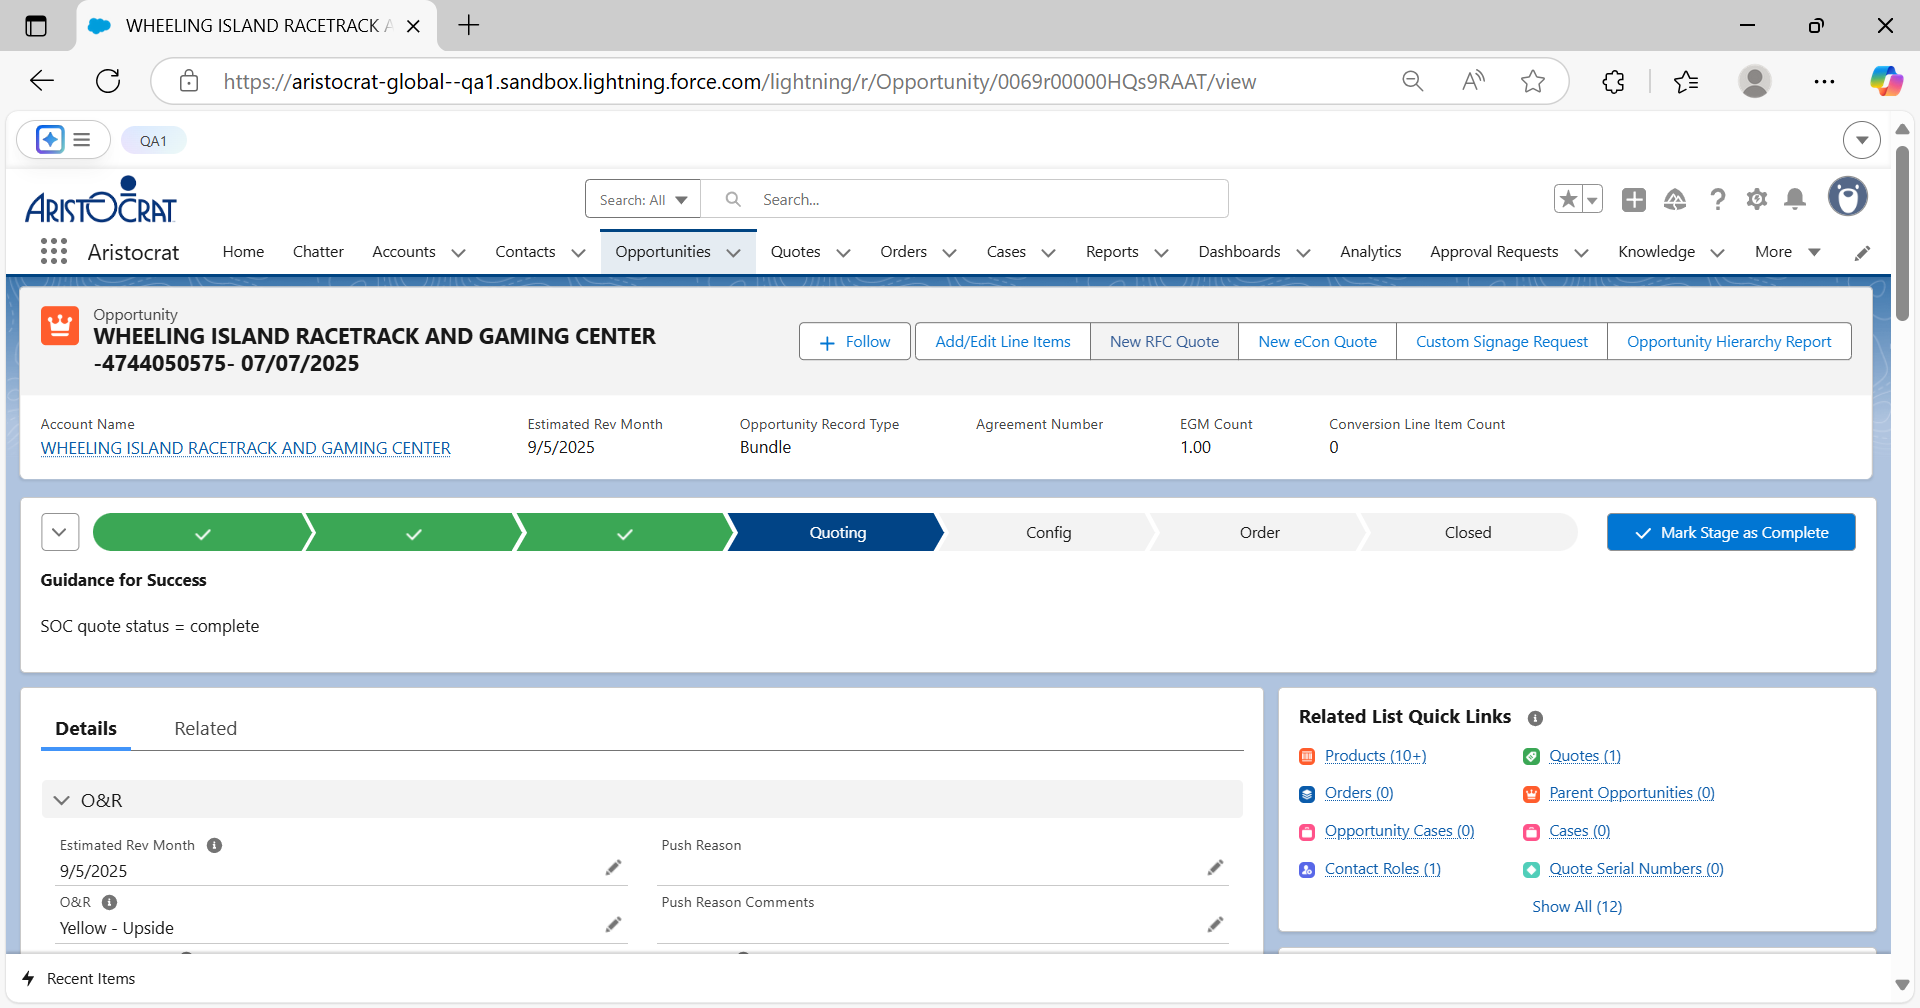 WHEELING ISLAND RACETRACK A
https://aristocrat-global--qa1.sandbox.lightning.force.com/lightning/r/Opportunity/0069r00000HQs9RAAT/view
QA1
ARISTOCRAT
Search: All
Search...
Aristocrat
Home
Chatter
Accounts
Contacts
Opportunities
Quotes
Orders
Cases
Reports
Dashboards
Analytics
Approval Requests
Knowledge
More
Opportunity
WHEELING ISLAND RACETRACK AND GAMING CENTER
-4744050575- 07/07/2025
Follow
Add/Edit Line Items
New RFC Quote
New eCon Quote
Custom Signage Request
Opportunity Hierarchy Report
Account Name
WHEELING ISLAND RACETRACK AND GAMING CENTER
Estimated Rev Month
9/5/2025
Opportunity Record Type
Bundle
Agreement Number
EGM Count
1.00
Conversion Line Item Count
0
Quoting
Config
Order
Closed
Mark Stage as Complete
Guidance for Success
SOC quote status = complete
Details
Related
O&R
Estimated Rev Month
9/5/2025
Push Reason
O&R
Yellow - Upside
Push Reason Comments
Related List Quick Links
Products (10+)
Quotes (1)
Orders (0)
Parent Opportunities (0)
Opportunity Cases (0)
Cases (0)
Contact Roles (1)
Quote Serial Numbers (0)
Show All (12)
Recent Items